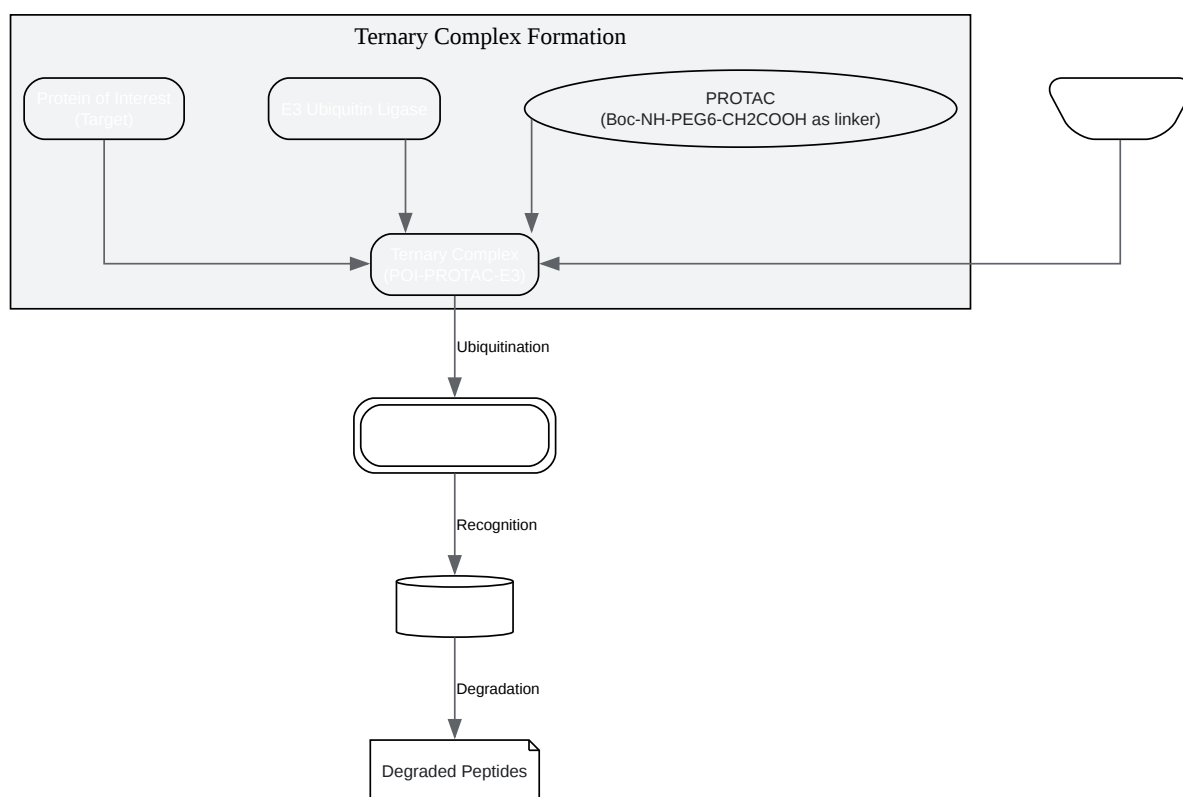 Ternary Complex Formation
Protein of Interest
(Target)
E3 Ubiquitin Ligase
PROTAC
(Boc-NH-PEG6-CH2COOH as linker)
Ternary Complex
(POI-PROTAC-E3)
Ubiquitination
Recognition
Degradation
Degraded Peptides